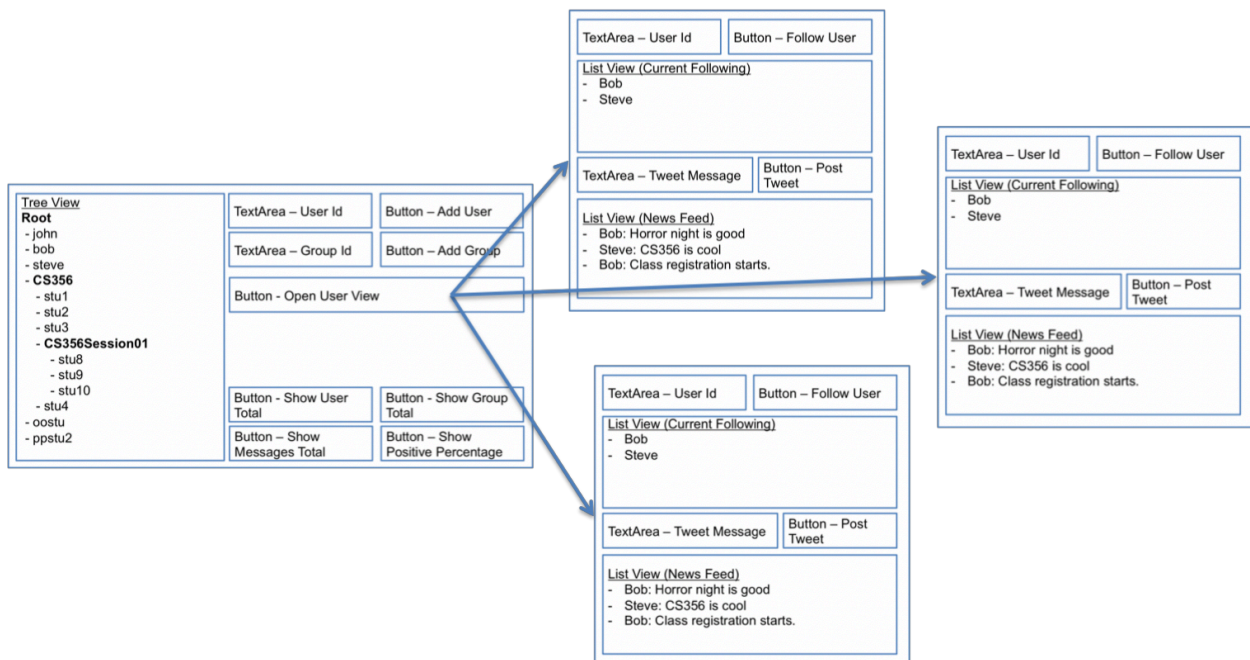 Tree View
Root
- john
- bob
- steve
- CS356
- stu1
- stu2
- stu3
- CS356Session01
- stu8
- stu9
- stu10
- stu4
- oostu
- ppstu2
TextArea – User Id
Button – Add User
TextArea – Group Id
Button – Add Group
Button - Open User View
Button - Show User
Total
Button - Show Group
Total
Button – Show
Messages Total
Button – Show
Positive Percentage
TextArea – User Id
Button – Follow User
List View (Current Following)
- Bob
- Steve
TextArea – Tweet Message
Button – Post
Tweet
List View (News Feed)
- Bob: Horror night is good
- Steve: CS356 is cool
- Bob: Class registration starts.
TextArea – User Id
Button – Follow User
List View (Current Following)
- Bob
- Steve
TextArea – Tweet Message
Button – Post
Tweet
List View (News Feed)
- Bob: Horror night is good
- Steve: CS356 is cool
- Bob: Class registration starts.
TextArea – User Id
Button – Follow User
List View (Current Following)
- Bob
- Steve
TextArea – Tweet Message
Button – Post
Tweet
List View (News Feed)
- Bob: Horror night is good
- Steve: CS356 is cool
- Bob: Class registration starts.